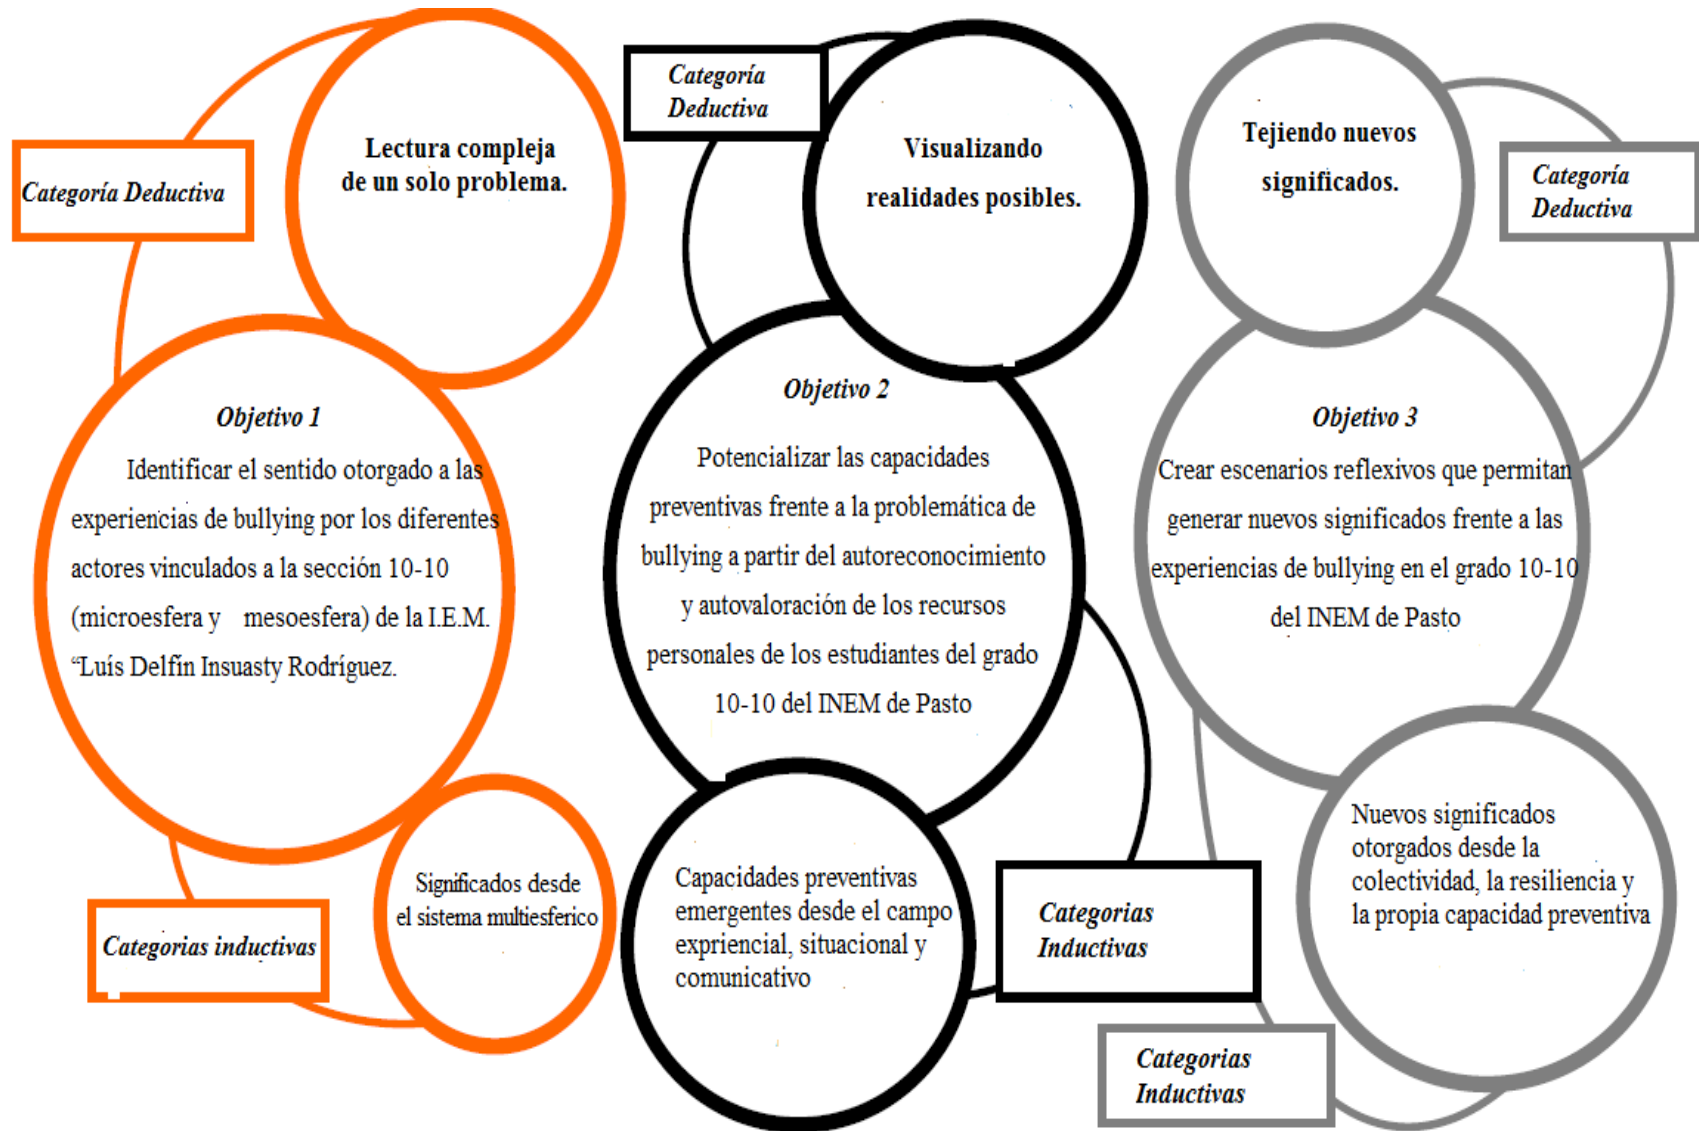 Categoría Deductiva
Lectura compleja
de un solo problema.
Objetivo 1
Identificar el sentido otorgado a las
experiencias de bullying por los diferentes
actores vinculados a la sección 10-10
(microesfera y mesoesfera) de la I.E.M.
“Luís Delfín Insuasty Rodríguez.
Categorias inductivas
Significados desde
el sistema multiesferico
Categoría
Deductiva
Visualizando
realidades posibles.
Objetivo 2
Potencializar las capacidades
preventivas frente a la problemática de
bullying a partir del autoreconocimiento
y autovaloración de los recursos
personales de los estudiantes del grado
10-10 del INEM de Pasto
Capacidades preventivas
emergentes desde el campo
expriencial, situacional y
comunicativo
Categorias
Inductivas
Tejiendo nuevos
significados.
Categoría
Deductiva
Objetivo 3
Crear escenarios reflexivos que permitan
generar nuevos significados frente a las
experiencias de bullying en el grado 10-10
del INEM de Pasto
Nuevos significados
otorgados desde la
colectividad, la resiliencia y
la propia capacidad preventiva
Categorias
Inductivas